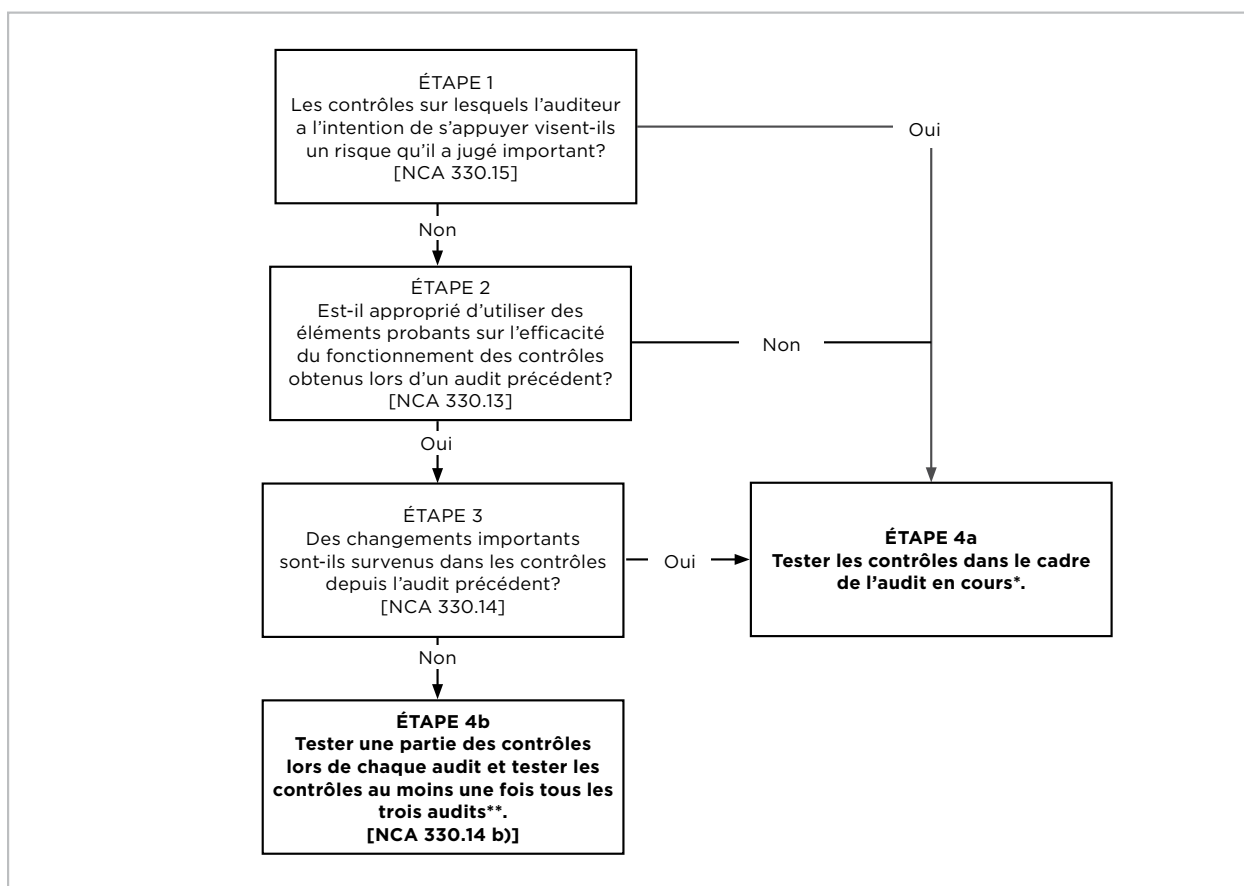 ÉTAPE 1
Les contrôles sur lesquels l’auditeur
a l’intention de s’appuyer visent-ils
un risque qu’il a jugé important?
[NCA 330.15]
Oui
Non
ÉTAPE 2
Est-il approprié d’utiliser des
éléments probants sur l’efficacité
du fonctionnement des contrôles
obtenus lors d’un audit précédent?
[NCA 330.13]
Non
Oui
ÉTAPE 3
Des changements importants
sont-ils survenus dans les contrôles
depuis l’audit précédent?
[NCA 330.14]
Oui
ÉTAPE 4a
Tester les contrôles dans le cadre
de l’audit en cours*.
Non
ÉTAPE 4b
Tester une partie des contrôles
lors de chaque audit et tester les
contrôles au moins une fois tous les
trois audits**.
[NCA 330.14 b)]